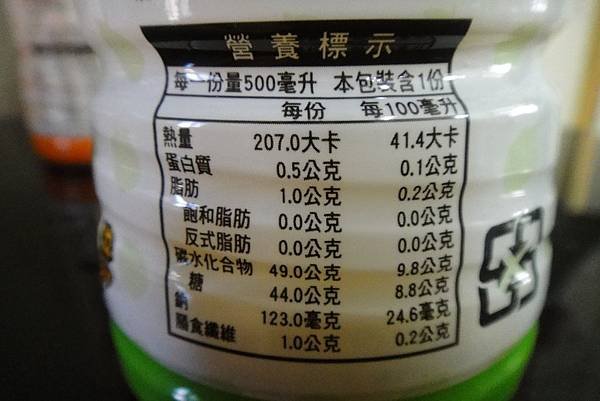 營養標示
每一份量500毫升 本包裝含1份
每份 每100毫升
熱量 207.0大卡 41.4大卡
蛋白質 0.5公克 0.1公克
脂肪 1.0公克 0.2公克
飽和脂肪 0.0公克 0.0公克
反式脂肪 0.0公克 0.0公克
碳水化合物 49.0公克 9.8公克
糖 44.0公克 8.8公克
鈉 123.0毫克 24.6毫克
膳食纖維 1.0公克 0.2公克